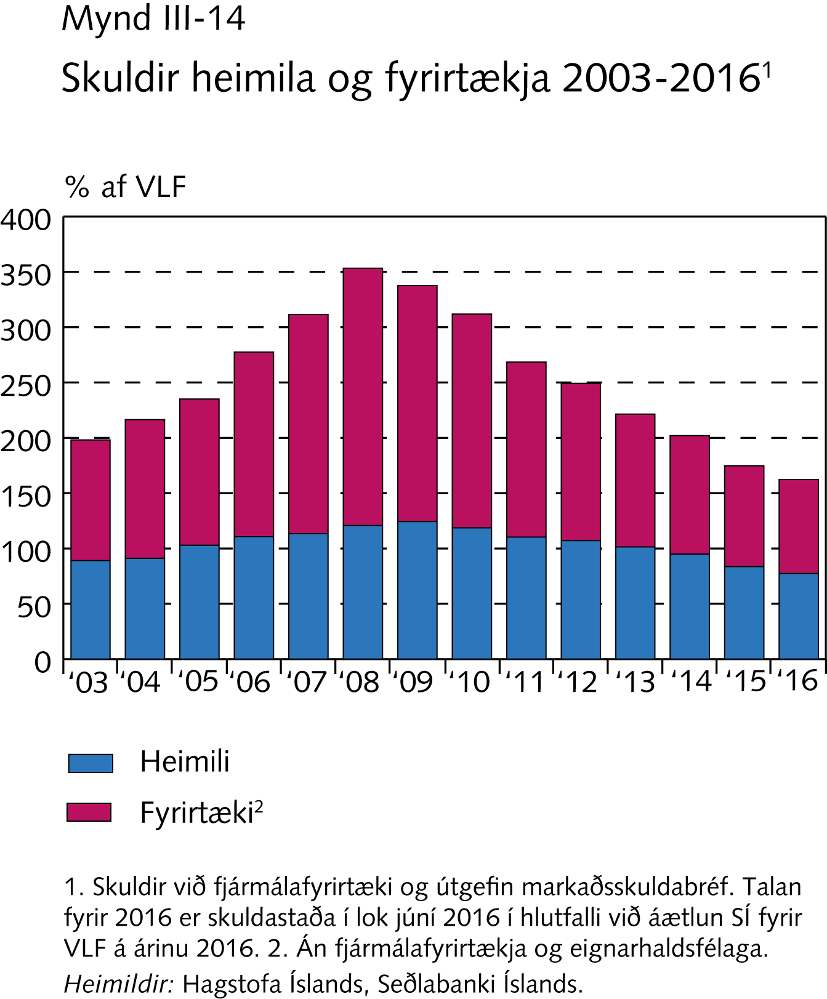 Mynd III-14
Skuldir heimila og fyrirtækja 2003-2016¹
% af VLF
400
350
300
250
200
150
100
50
0
‘03 ‘04 ‘05 ‘06 ‘07 ‘08 ‘09 ‘10 ‘11 ‘12 ‘13 ‘14 ‘15 ‘16
Heimili
Fyrirtæki²
1. Skuldir við fjármálafyrirtæki og útgefin markaðsskuldabréf. Talan
fyrir 2016 er skuldastaða í lok júní 2016 í hlutfalli við áætlun SÍ fyrir
VLF á árinu 2016. 2. Án fjármálafyrirtækja og eignarhaldsfélaga.
Heimildir: Hagstofa Íslands, Seðlabanki Íslands.